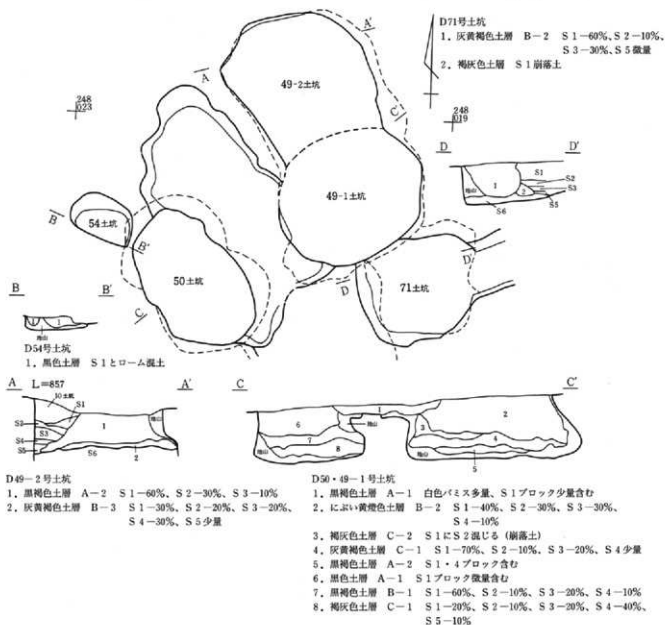 D71号土坑
1．灰黄褐色土層 B－2 S1－60%、S2－10%、
S3－30%、S5微量
2．褐灰色土層 S1崩落土
A'
A
49-2土坑
C'
248
023
248
019
D
D'
1
S1
S2
2
S3
S5
地山
S6
49-1土坑
B
54土坑
B'
50土坑
C
D
D'
71土坑
B
B'
1
1
地山
D54号土坑
1．黒色土層 S1とローム混土
A
L=857
A'
10土坑
S1
S2
S3
S4
S5
1
地山
S6
2
C
C'
1
6
地山
7
8
地山
3
2
4
地山
5
D49－2号土坑
1．黒褐色土層 A－2 S1－60%、S2－30%、S3－10%
2．灰黄褐色土層 B－3 S1－30%、S2－20%、S3－20%、
S4－30%、S5少量
D50・49－1号土坑
1．黒褐色土層 A－1 白色パミス多量、S1ブロック少量含む
2．にぶい黄燈色土層 B－2 S1－40%、S2－30%、S3－30%、
S4－10%
3．褐灰色土層 C－2 S1にS2混じる（崩落土）
4．灰黄褐色土層 C－1 S1－70%、S2－10%、S3－20%、S4少量
5．黒褐色土層 A－2 S1・4ブロック含む
6．黒色土層 A－1 S1ブロック微量含む
7．黒褐色土層 B－1 S1－60%、S2－10%、S3－20%、S4－10%
8．褐灰色土層 C－1 S1－20%、S2－10%、S3－20%、S4－40%、
S5－10%